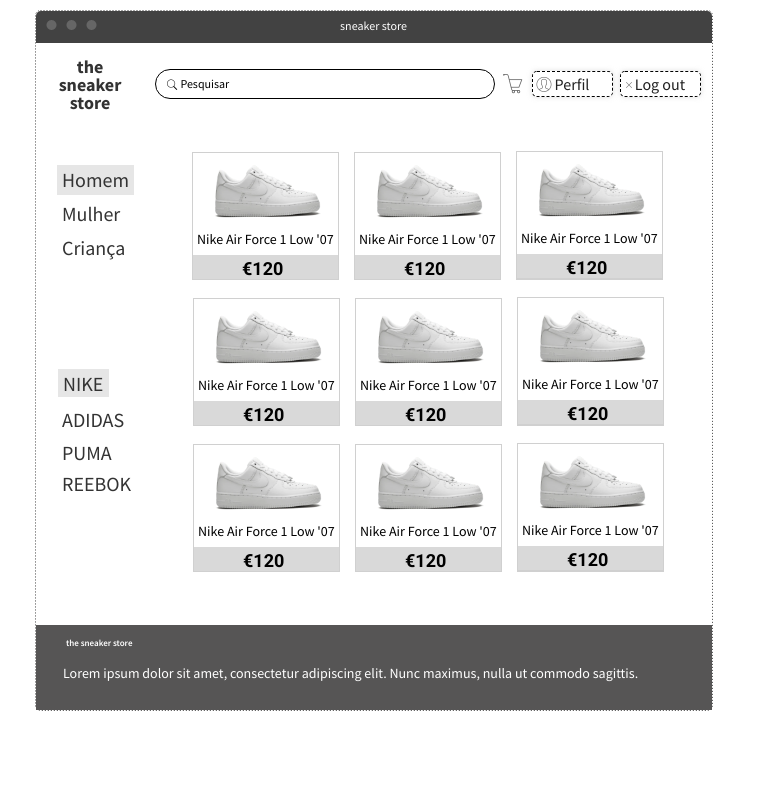 sneaker store
the
sneaker
store
Pesquisar
Perfil
Log out
Homem
Mulher
Criança
NIKE
ADIDAS
PUMA
REEBOK
Nike Air Force 1 Low '07
€120
Nike Air Force 1 Low '07
€120
Nike Air Force 1 Low '07
€120
Nike Air Force 1 Low '07
€120
Nike Air Force 1 Low '07
€120
Nike Air Force 1 Low '07
€120
Nike Air Force 1 Low '07
€120
Nike Air Force 1 Low '07
€120
Nike Air Force 1 Low '07
€120
the sneaker store
Lorem ipsum dolor sit amet, consectetur adipiscing elit. Nunc maximus, nulla ut commodo sagittis.